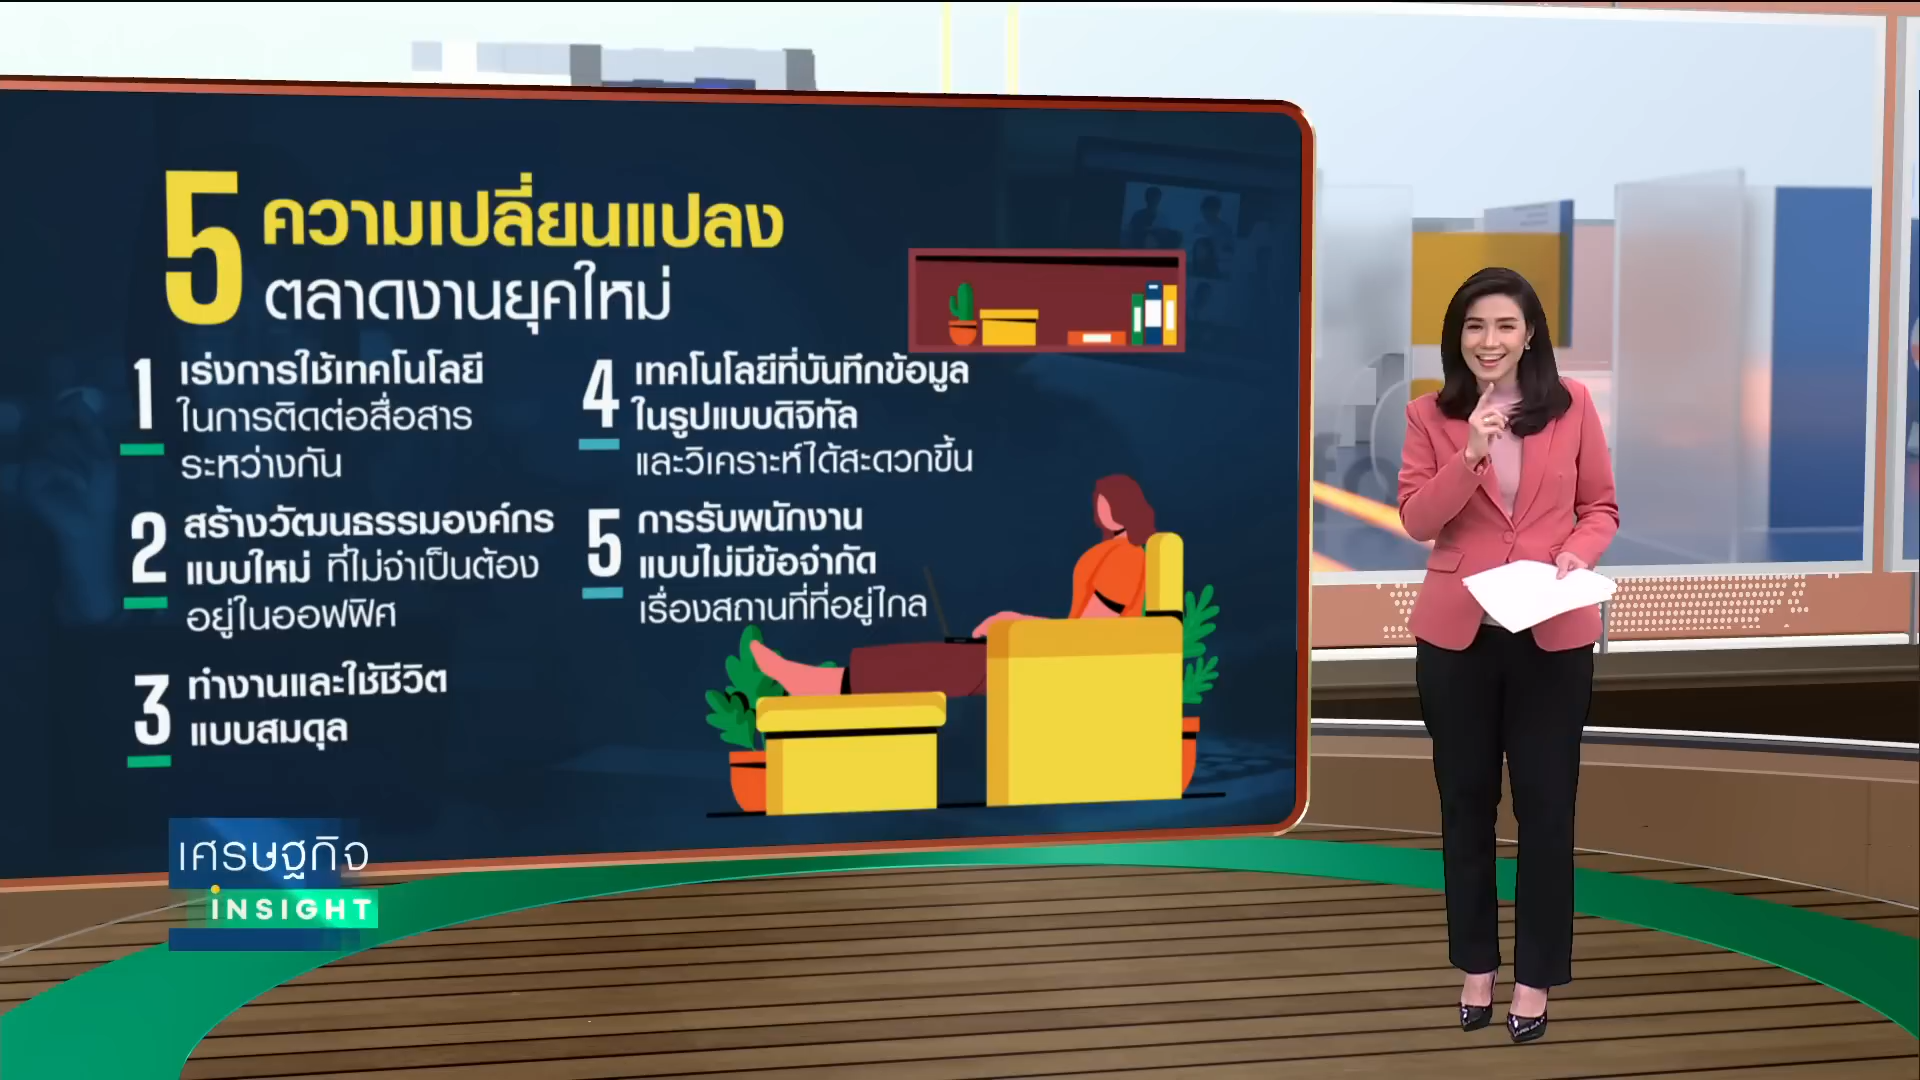 5 ความเปลี่ยนแปลง
ตลาดงานยุคใหม่
1 เร่งการใช้เทคโนโลยี
ในการติดต่อสื่อสาร
ระหว่างกัน
2 สร้างวัฒนธรรมองค์กร
แบบใหม่ ที่ไม่จำเป็นต้อง
อยู่ในออฟฟิศ
3 ทำงานและใช้ชีวิต
แบบสมดุล
4 เทคโนโลยีที่บันทึกข้อมูล
ในรูปแบบดิจิทัล
และวิเคราะห์ได้สะดวกขึ้น
5 การรับพนักงาน
แบบไม่มีข้อจำกัด
เรื่องสถานที่ที่อยู่ไกล
เศรษฐกิจ
INSIGHT